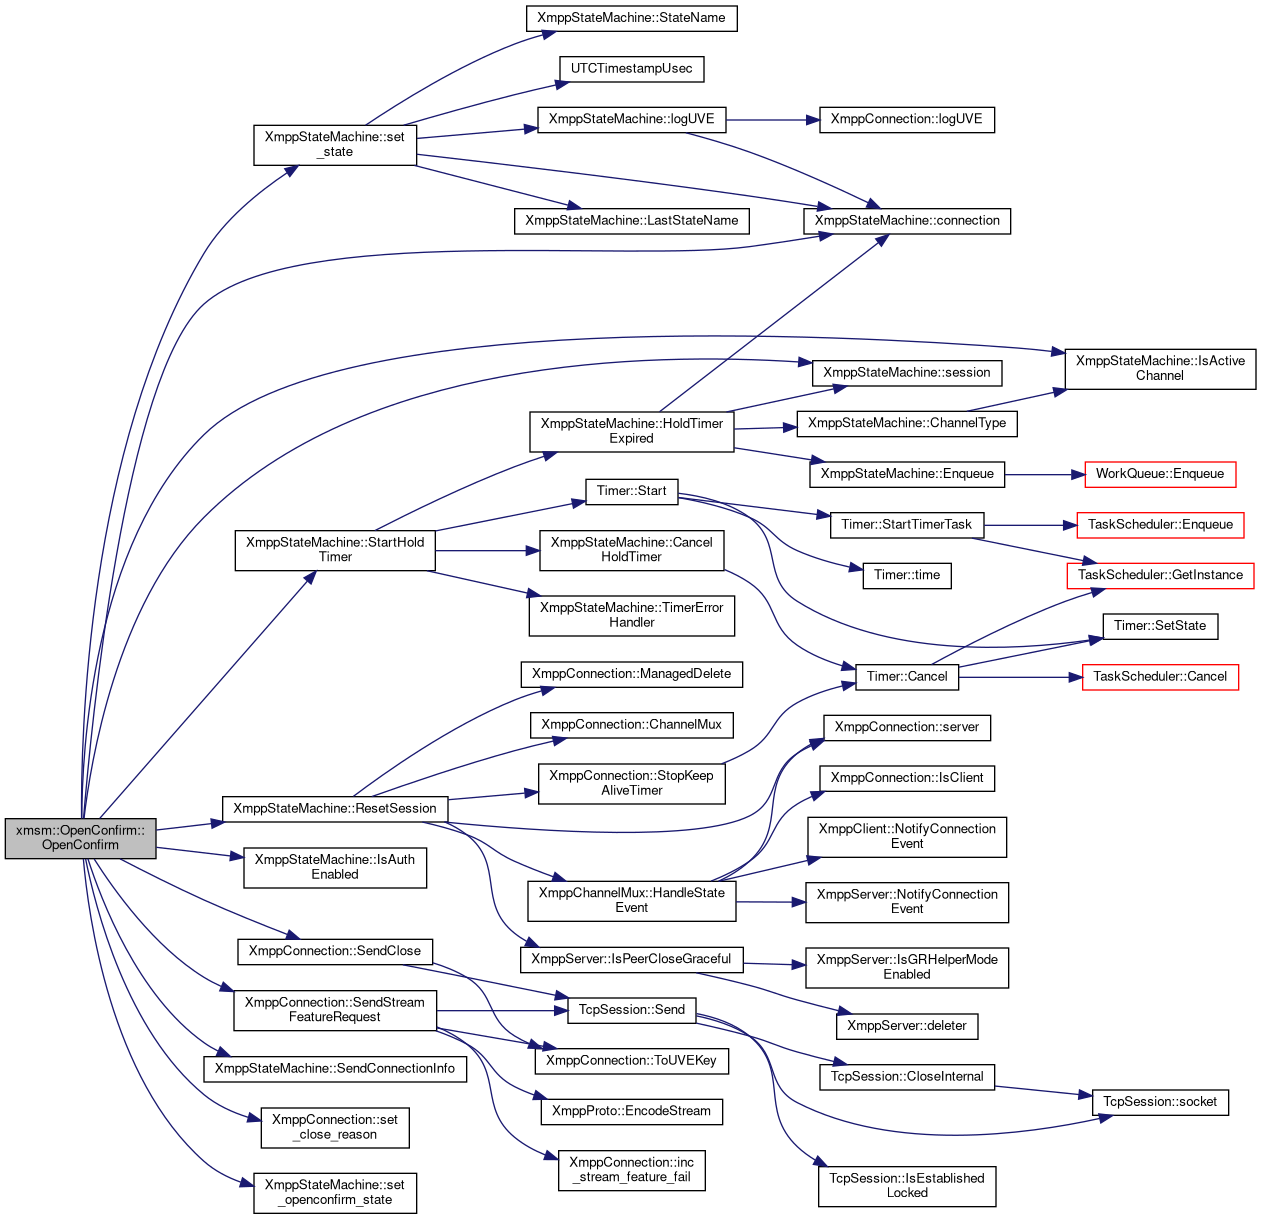 XmppStateMachine::StateName
UTCTimestampUsec
XmppStateMachine::logUVE
XmppConnection::logUVE
XmppStateMachine::set
_state
XmppStateMachine::LastStateName
XmppStateMachine::connection
XmppStateMachine::IsActive
Channel
XmppStateMachine::session
XmppStateMachine::HoldTimer
Expired
XmppStateMachine::ChannelType
XmppStateMachine::Enqueue
WorkQueue::Enqueue
Timer::Start
Timer::StartTimerTask
TaskScheduler::Enqueue
XmppStateMachine::StartHold
Timer
XmppStateMachine::Cancel
HoldTimer
Timer::time
TaskScheduler::GetInstance
XmppStateMachine::TimerError
Handler
Timer::SetState
XmppConnection::ManagedDelete
Timer::Cancel
TaskScheduler::Cancel
XmppConnection::ChannelMux
XmppConnection::server
XmppConnection::StopKeep
AliveTimer
XmppConnection::IsClient
XmppStateMachine::ResetSession
xmsm::OpenConfirm::
OpenConfirm
XmppClient::NotifyConnection
Event
XmppStateMachine::IsAuth
Enabled
XmppChannelMux::HandleState
Event
XmppServer::NotifyConnection
Event
XmppConnection::SendClose
XmppServer::IsPeerCloseGraceful
XmppServer::IsGRHelperMode
Enabled
XmppConnection::SendStream
FeatureRequest
TcpSession::Send
XmppServer::deleter
XmppStateMachine::SendConnectionInfo
XmppConnection::ToUVEKey
TcpSession::CloseInternal
TcpSession::socket
XmppConnection::set
_close_reason
XmppProto::EncodeStream
XmppConnection::inc
_stream_feature_fail
TcpSession::IsEstablished
Locked
XmppStateMachine::set
_openconfirm_state